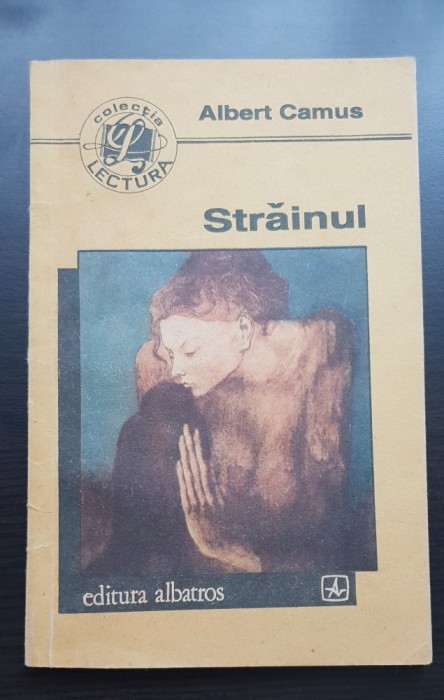 colecția
LECTURA
Albert Camus
Străinul
editura albatros